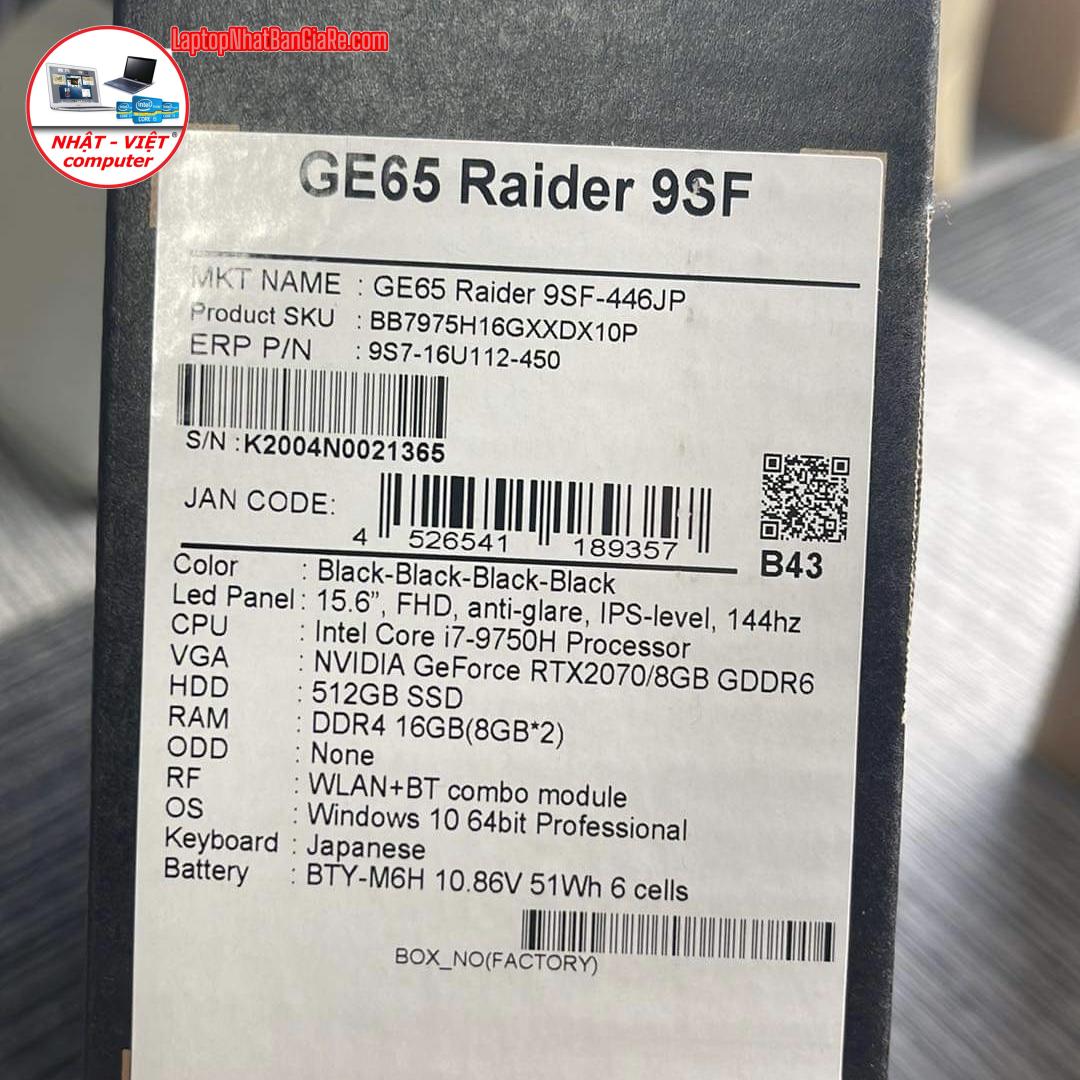 LaptopNhatBanGiaRe.com
NHẬT - VIỆT®
computer
GE65 Raider 9SF
MKT NAME : GE65 Raider 9SF-446JP
Product SKU : BB7975H16GXXDX10P
ERP P/N : 9S7-16U112-450
S/N : K2004N0021365
JAN CODE:
4 526541 189357
B43
Color : Black-Black-Black-Black
Led Panel : 15.6”, FHD, anti-glare, IPS-level, 144hz
CPU : Intel Core i7-9750H Processor
VGA : NVIDIA GeForce RTX2070/8GB GDDR6
HDD : 512GB SSD
RAM : DDR4 16GB(8GB*2)
ODD : None
RF : WLAN+BT combo module
OS : Windows 10 64bit Professional
Keyboard : Japanese
Battery : BTY-M6H 10.86V 51Wh 6 cells
BOX_NO(FACTORY)